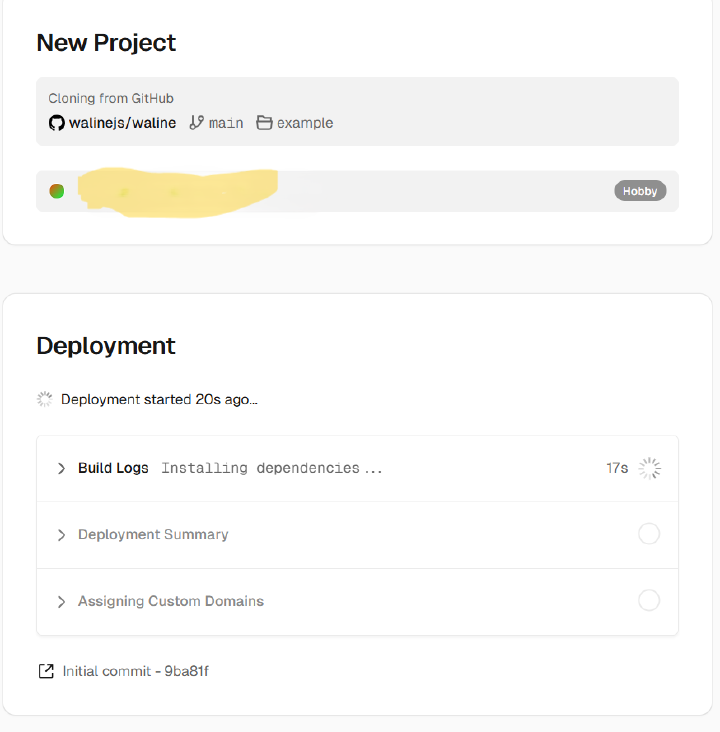 New Project
Cloning from GitHub
walinejs/waline main example
Hobby
Deployment
Deployment started 20s ago...
Build Logs Installing dependencies ... 17s
Deployment Summary
Assigning Custom Domains
Initial commit - 9ba81f